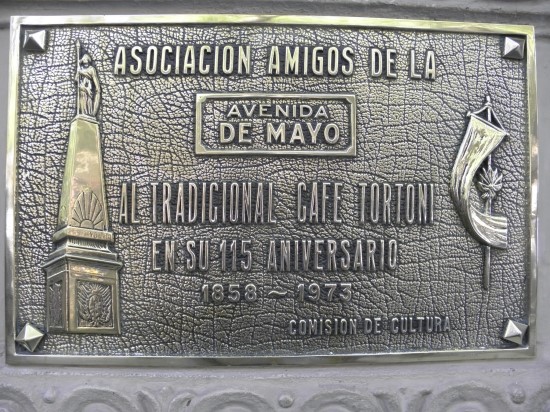 ASOCIACION AMIGOS DE LA
AVENIDA
DE MAYO
AL TRADICIONAL CAFE TORTONI
EN SU 115 ANIVERSARIO
1858 ~ 1973
COMISION DE CULTURA